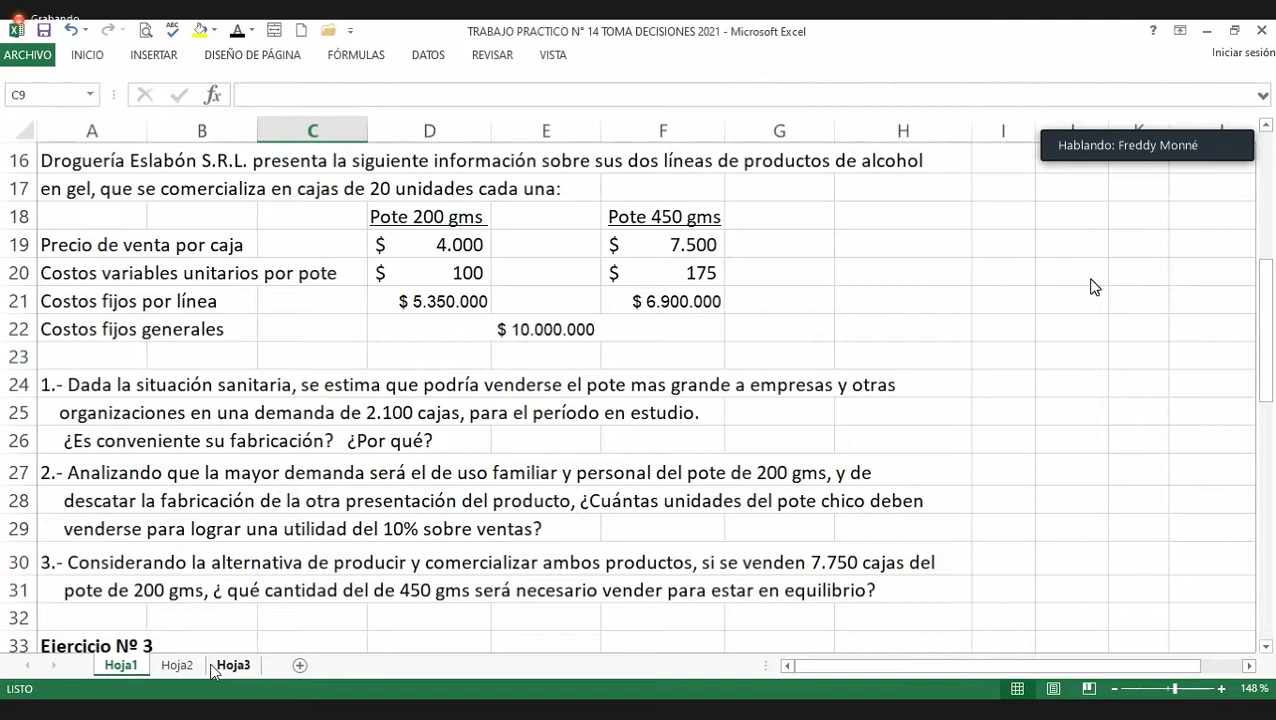 Grabando
TRABAJO PRACTICO N° 14 TOMA DECISIONES 2021 - Microsoft Excel
ARCHIVO INICIO INSERTAR DISEÑO DE PÁGINA FÓRMULAS DATOS REVISAR VISTA Iniciar sesión
C9
A B C D E F G H I
Hablando: Freddy Monné
16 Droguería Eslabón S.R.L. presenta la siguiente información sobre sus dos líneas de productos de alcohol
17 en gel, que se comercializa en cajas de 20 unidades cada una:
18 Pote 200 gms Pote 450 gms
19 Precio de venta por caja $ 4.000 $ 7.500
20 Costos variables unitarios por pote $ 100 $ 175
21 Costos fijos por línea $ 5.350.000 $ 6.900.000
22 Costos fijos generales $ 10.000.000
23
24 1.- Dada la situación sanitaria, se estima que podría venderse el pote mas grande a empresas y otras
25 organizaciones en una demanda de 2.100 cajas, para el período en estudio.
26 ¿Es conveniente su fabricación? ¿Por qué?
27 2.- Analizando que la mayor demanda será el de uso familiar y personal del pote de 200 gms, y de
28 descatar la fabricación de la otra presentación del producto, ¿Cuántas unidades del pote chico deben
29 venderse para lograr una utilidad del 10% sobre ventas?
30 3.- Considerando la alternativa de producir y comercializar ambos productos, si se venden 7.750 cajas del
31 pote de 200 gms, ¿ qué cantidad del de 450 gms será necesario vender para estar en equilibrio?
32
33 Ejercicio Nº 3
Hoja1 Hoja2 Hoja3
LISTO 148 %